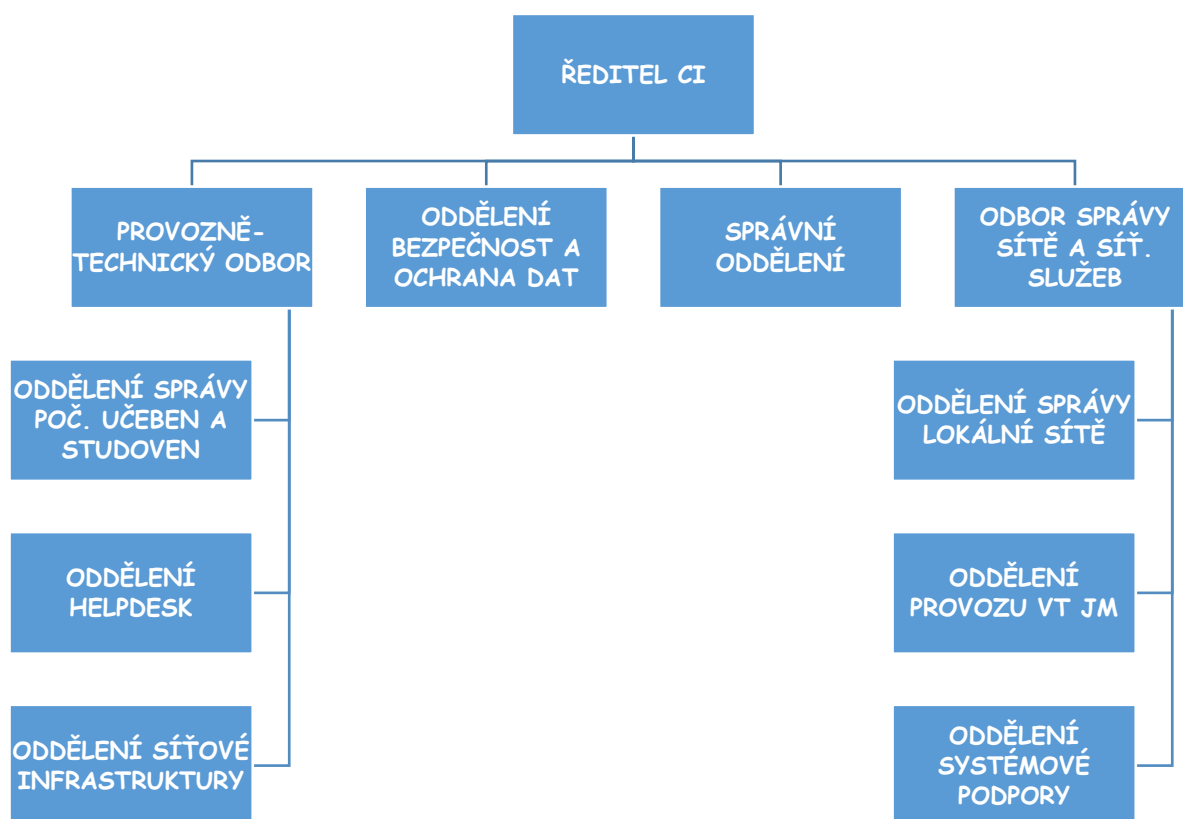 ŘEDITEL CI
PROVOZNĚ-
TECHNICKÝ ODBOR
ODDĚLENÍ
BEZPEČNOST A
OCHRANA DAT
SPRÁVNÍ
ODDĚLENÍ
ODBOR SPRÁVY
SÍTĚ A SÍŤ.
SLUŽEB
ODDĚLENÍ SPRÁVY
POČ. UČEBEN A
STUDOVEN
ODDĚLENÍ
HELPDESK
ODDĚLENÍ SÍŤOVÉ
INFRASTRUKTURY
ODDĚLENÍ SPRÁVY
LOKÁLNÍ SÍTĚ
ODDĚLENÍ
PROVOZU VT JM
ODDĚLENÍ
SYSTÉMOVÉ
PODPORY